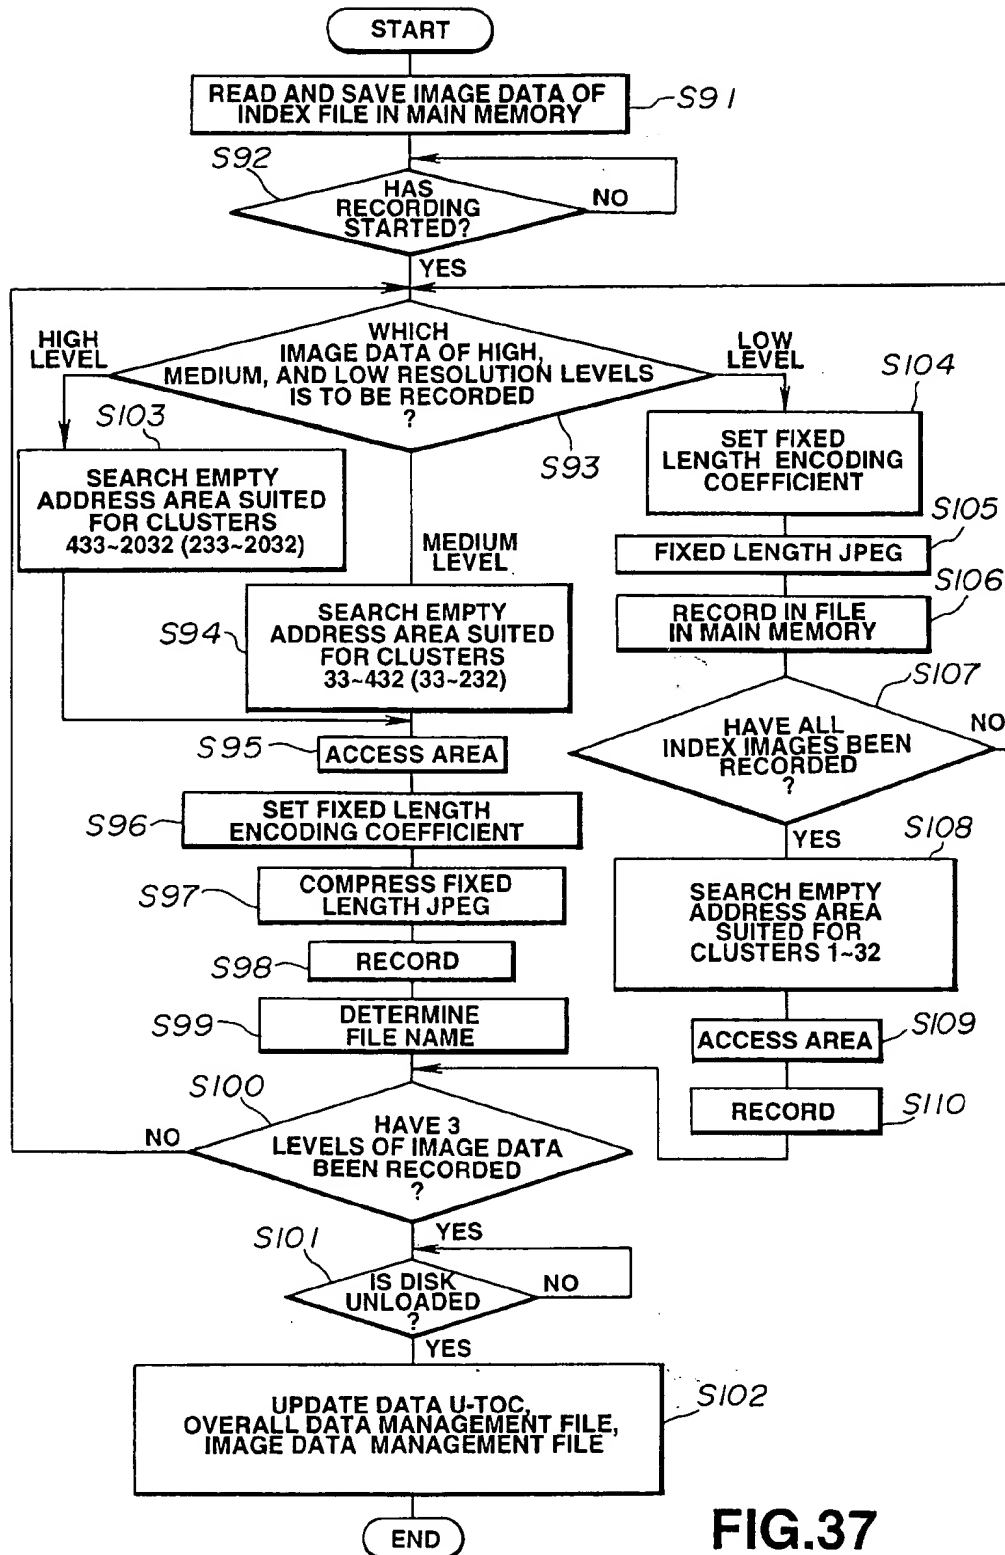 START
READ AND SAVE IMAGE DATA OF
INDEX FILE IN MAIN MEMORY
S91
S92
HAS
RECORDING
STARTED?
NO
YES
HIGH
LEVEL
WHICH
IMAGE DATA OF HIGH,
MEDIUM, AND LOW RESOLUTION LEVELS
IS TO BE RECORDED
?
LOW
LEVEL
S93
S103
SEARCH EMPTY
ADDRESS AREA SUITED
FOR CLUSTERS
433~2032 (233~2032)
MEDIUM
LEVEL
S94
SEARCH EMPTY
ADDRESS AREA SUITED
FOR CLUSTERS
33~432 (33~232)
S95
ACCESS AREA
S96
SET FIXED LENGTH
ENCODING COEFFICIENT
S97
COMPRESS FIXED
LENGTH JPEG
S98
RECORD
S99
DETERMINE
FILE NAME
S104
SET FIXED
LENGTH ENCODING
COEFFICIENT
S105
FIXED LENGTH JPEG
S106
RECORD IN FILE
IN MAIN MEMORY
S107
HAVE ALL
INDEX IMAGES BEEN
RECORDED
?
NO
YES
S108
SEARCH EMPTY
ADDRESS AREA
SUITED FOR
CLUSTERS 1~32
S109
ACCESS AREA
RECORD
S110
S100
HAVE 3
LEVELS OF IMAGE DATA
BEEN RECORDED
?
NO
YES
S101
IS DISK
UNLOADED
?
NO
YES
UPDATE DATA U-TOC,
OVERALL DATA MANAGEMENT FILE,
IMAGE DATA MANAGEMENT FILE
S102
END
FIG.37